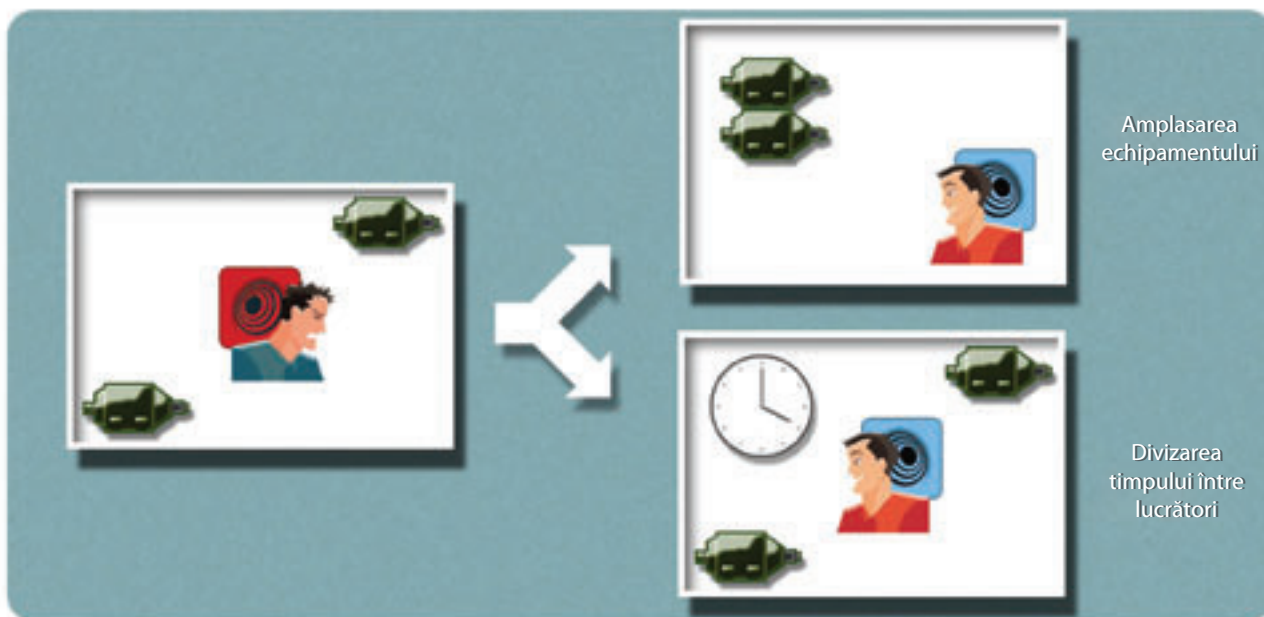 Amplasarea
echipamentului
Divizarea
timpului între
lucrători